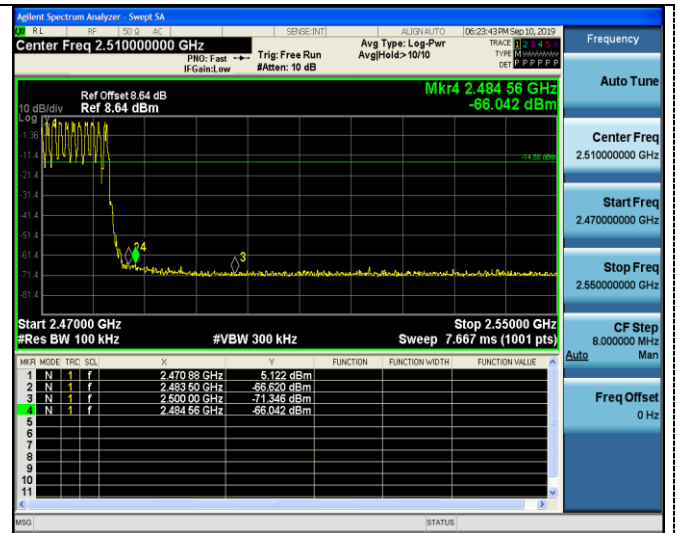 Agilent Spectrum Analyzer - Swept SA
RL RF 50 Ω AC SENSE:INT ALIGN AUTO 06:23:43 PM Sep 10, 2019
Center Freq 2.510000000 GHz
PNO: Fast
IFGain:Low
Trig: Free Run
#Atten: 10 dB
Avg Type: Log-Pwr
Avg|Hold>10/10
TRACE 1 2 3 4 5 6
TYPE M
DET P P P P P P
Ref Offset 8.64 dB
10 dB/div Ref 8.64 dBm
Log
Mkr4 2.484 56 GHz
-66.042 dBm
-1.36
-11.4
-21.4
-31.4
-41.4
-51.4
-61.4
-71.4
-81.4
4
3
Start 2.47000 GHz Stop 2.55000 GHz
#Res BW 100 kHz #VBW 300 kHz Sweep 7.667 ms (1001 pts)
MKR MODE TRC SCL X Y FUNCTION FUNCTION WIDTH FUNCTION VALUE
1 N 1 f 2.470 88 GHz 5.122 dBm
2 N 1 f 2.483 50 GHz -66.620 dBm
3 N 1 f 2.500 00 GHz -71.346 dBm
4 N 1 f 2.484 56 GHz -66.042 dBm
5
6
7
8
9
10
11
MSG STATUS
Frequency
Auto Tune
Center Freq
2.510000000 GHz
Start Freq
2.470000000 GHz
Stop Freq
2.550000000 GHz
CF Step
8.000000 MHz
Auto Man
Freq Offset
0 Hz